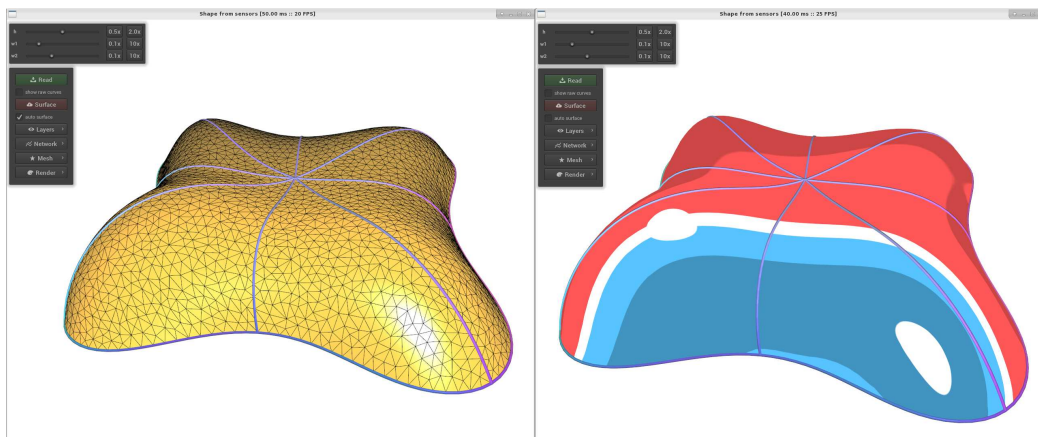 Shape from sensors [50.00 ms :: 20 FPS]
h 0.5x 2.0x
w1 0.1x 10x
w2 0.1x 10x
Read
show raw curves
Surface
auto surface
Layers
Network
Mesh
Render
Shape from sensors [40.00 ms :: 25 FPS]
h 0.5x 2.0x
w1 0.1x 10x
w2 0.1x 10x
Read
show raw curves
Surface
auto surface
Layers
Network
Mesh
Render